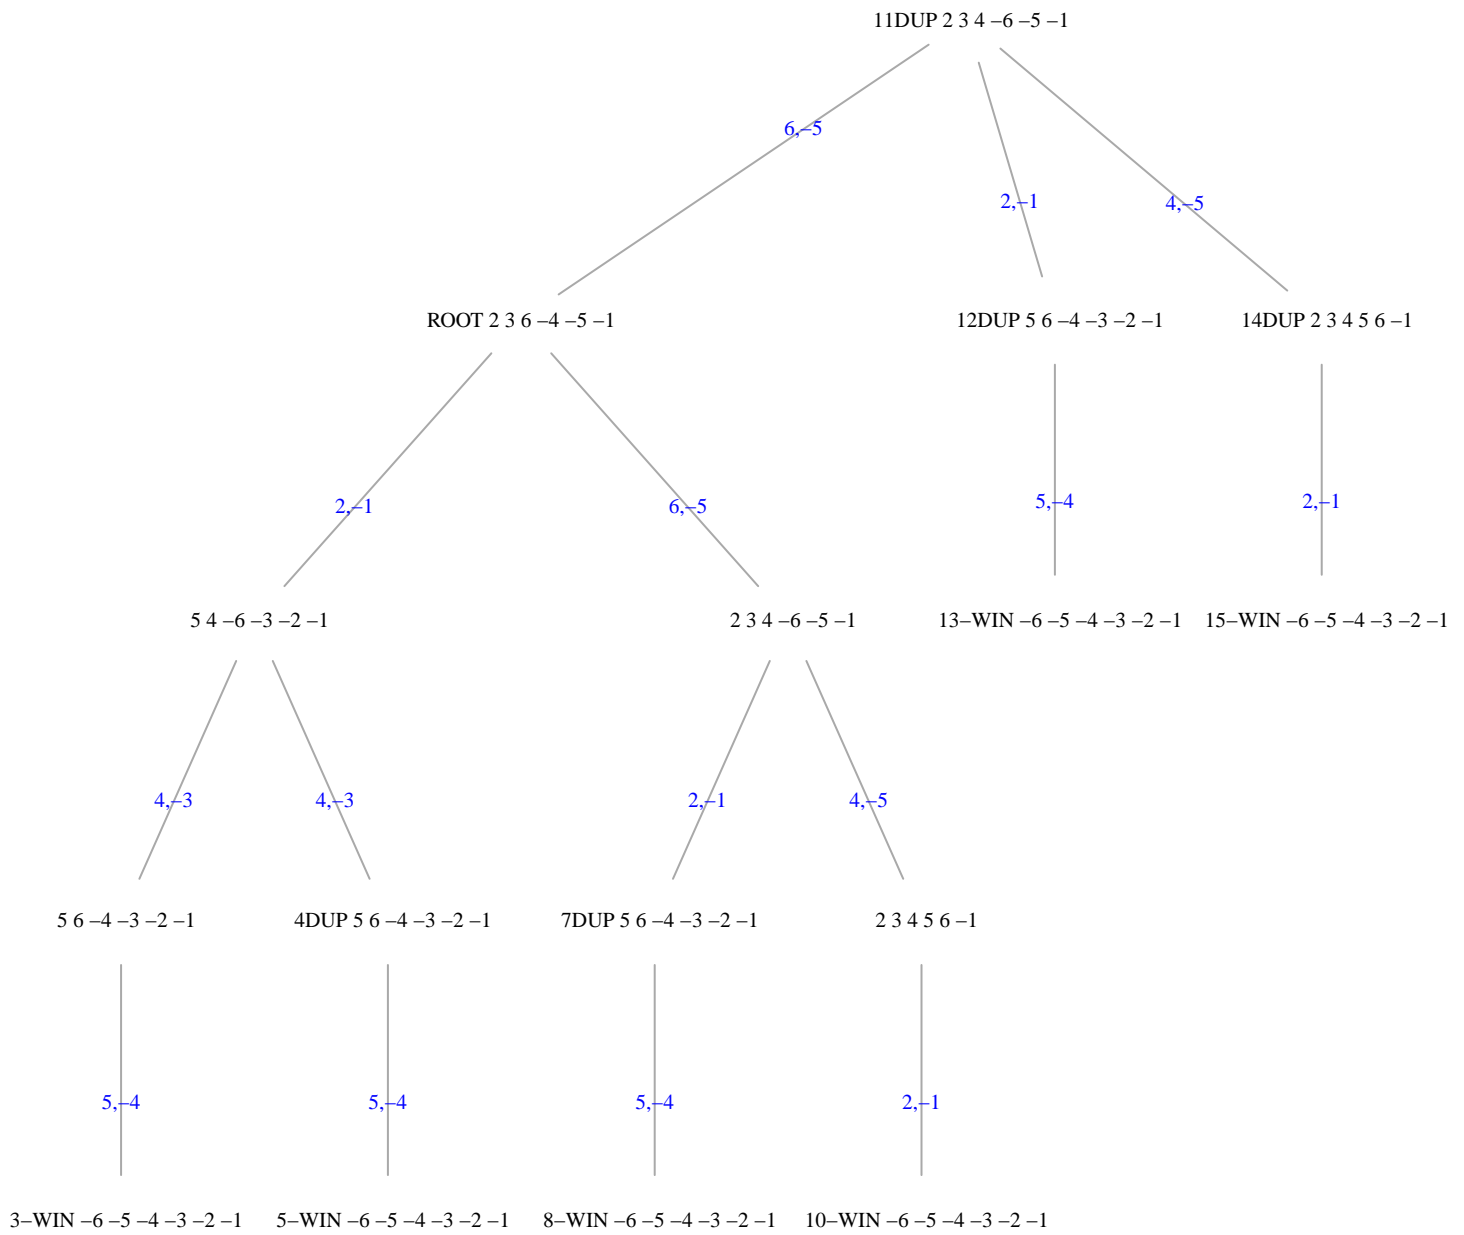 11DUP 2 3 4 –6 –5 –1
6,–5
2,–1
4,–5
ROOT 2 3 6 –4 –5 –1
12DUP 5 6 –4 –3 –2 –1
14DUP 2 3 4 5 6 –1
2,–1
6,–5
5,–4
2,–1
5 4 –6 –3 –2 –1
2 3 4 –6 –5 –1
13–WIN –6 –5 –4 –3 –2 –1
15–WIN –6 –5 –4 –3 –2 –1
4,–3
4,–3
2,–1
4,–5
5 6 –4 –3 –2 –1
4DUP 5 6 –4 –3 –2 –1
7DUP 5 6 –4 –3 –2 –1
2 3 4 5 6 –1
5,–4
5,–4
5,–4
2,–1
3–WIN –6 –5 –4 –3 –2 –1
5–WIN –6 –5 –4 –3 –2 –1
8–WIN –6 –5 –4 –3 –2 –1
10–WIN –6 –5 –4 –3 –2 –1